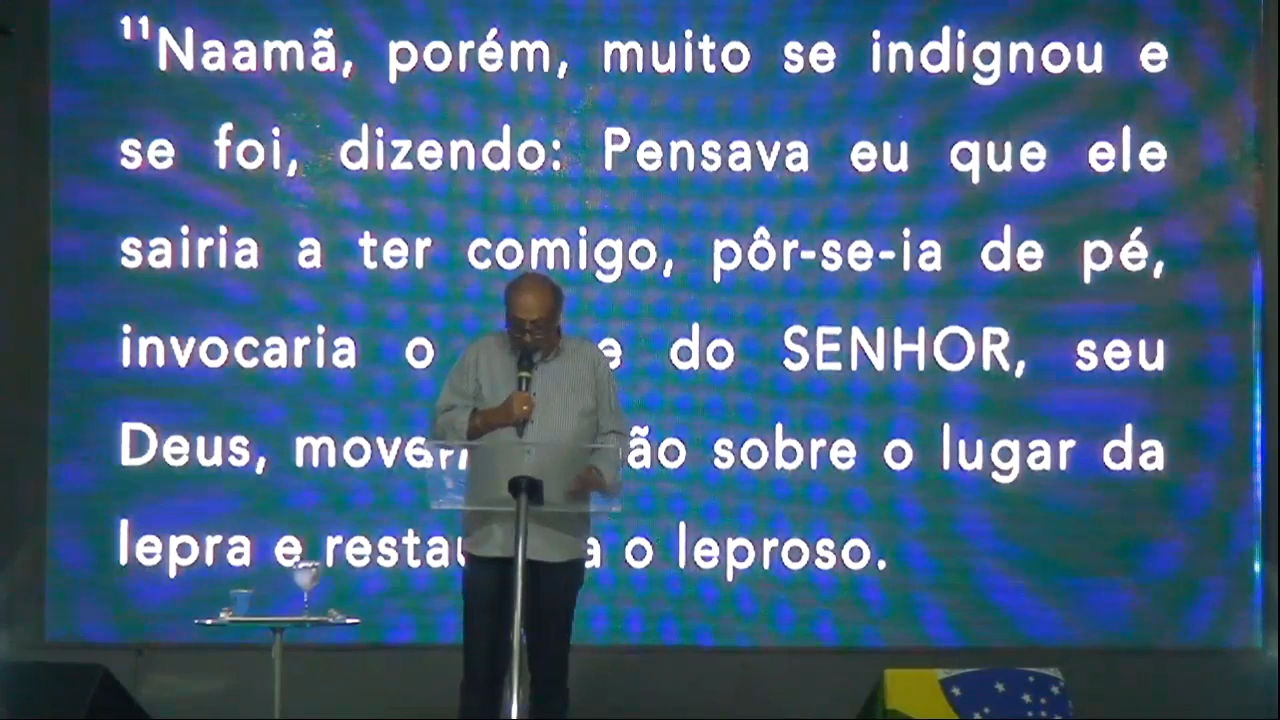 ¹¹Naamã, porém, muito se indignou e
se foi, dizendo: Pensava eu que ele
sairia a ter comigo, pôr-se-ia de pé,
invocaria o do SENHOR, seu
Deus, sobre o lugar da
lepra e o leproso.